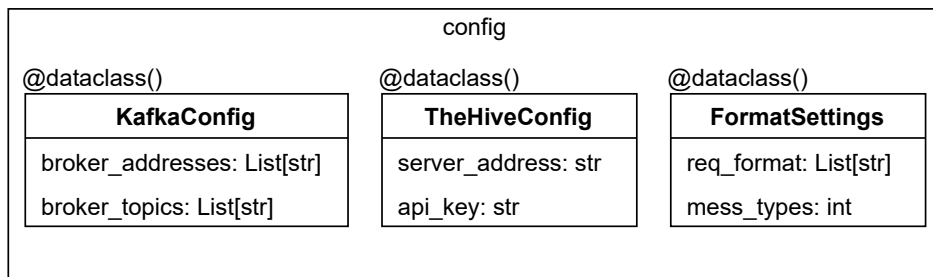 config
@dataclass()
KafkaConfig
broker_addresses: List[str]
broker_topics: List[str]
@dataclass()
TheHiveConfig
server_address: str
api_key: str
@dataclass()
FormatSettings
req_format: List[str]
mess_types: int